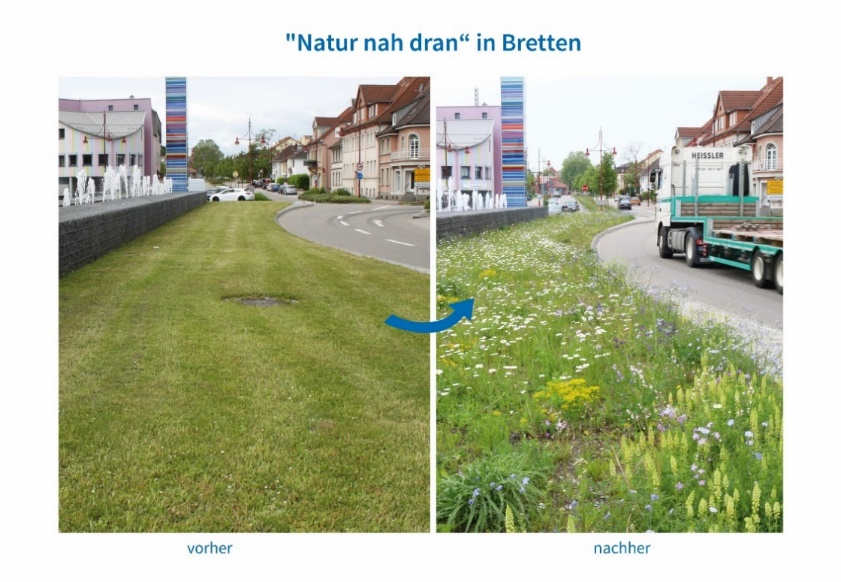 "Natur nah dran“ in Bretten
HEISSLER
vorher
nachher